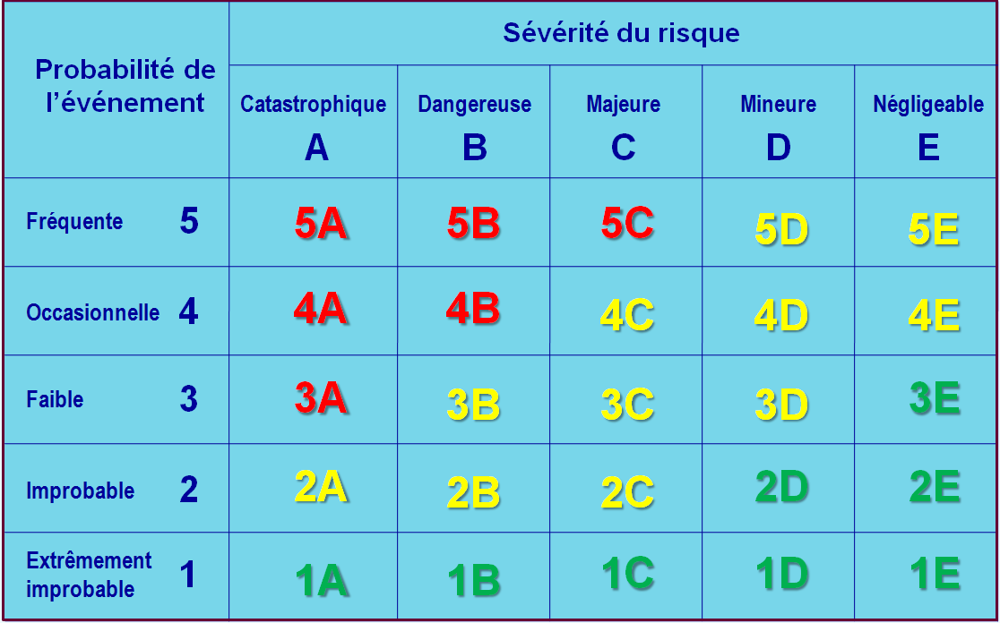 Probabilité de
l'événement
Sévérité du risque
Catastrophique
A
Dangereuse
B
Majeure
C
Mineure
D
Négligeable
E
Fréquente 5 5A 5B 5C 5D 5E
Occasionnelle 4 4A 4B 4C 4D 4E
Faible 3 3A 3B 3C 3D 3E
Improbable 2 2A 2B 2C 2D 2E
Extrêmement
improbable 1 1A 1B 1C 1D 1E